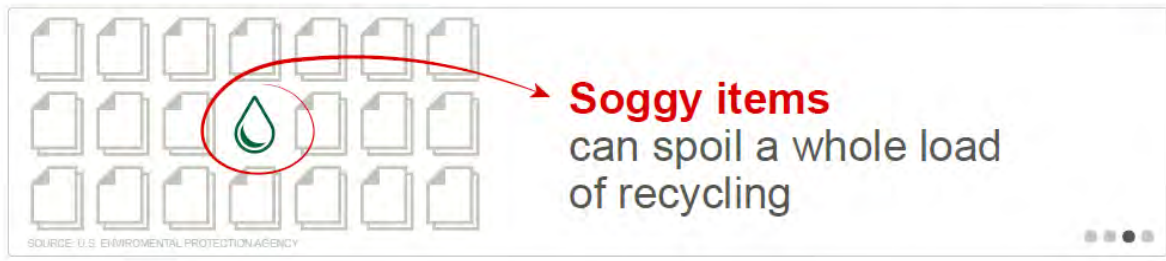 Soggy items
can spoil a whole load
of recycling
SOURCE: U.S. ENVIROMENTAL PROTECTION AGENCY